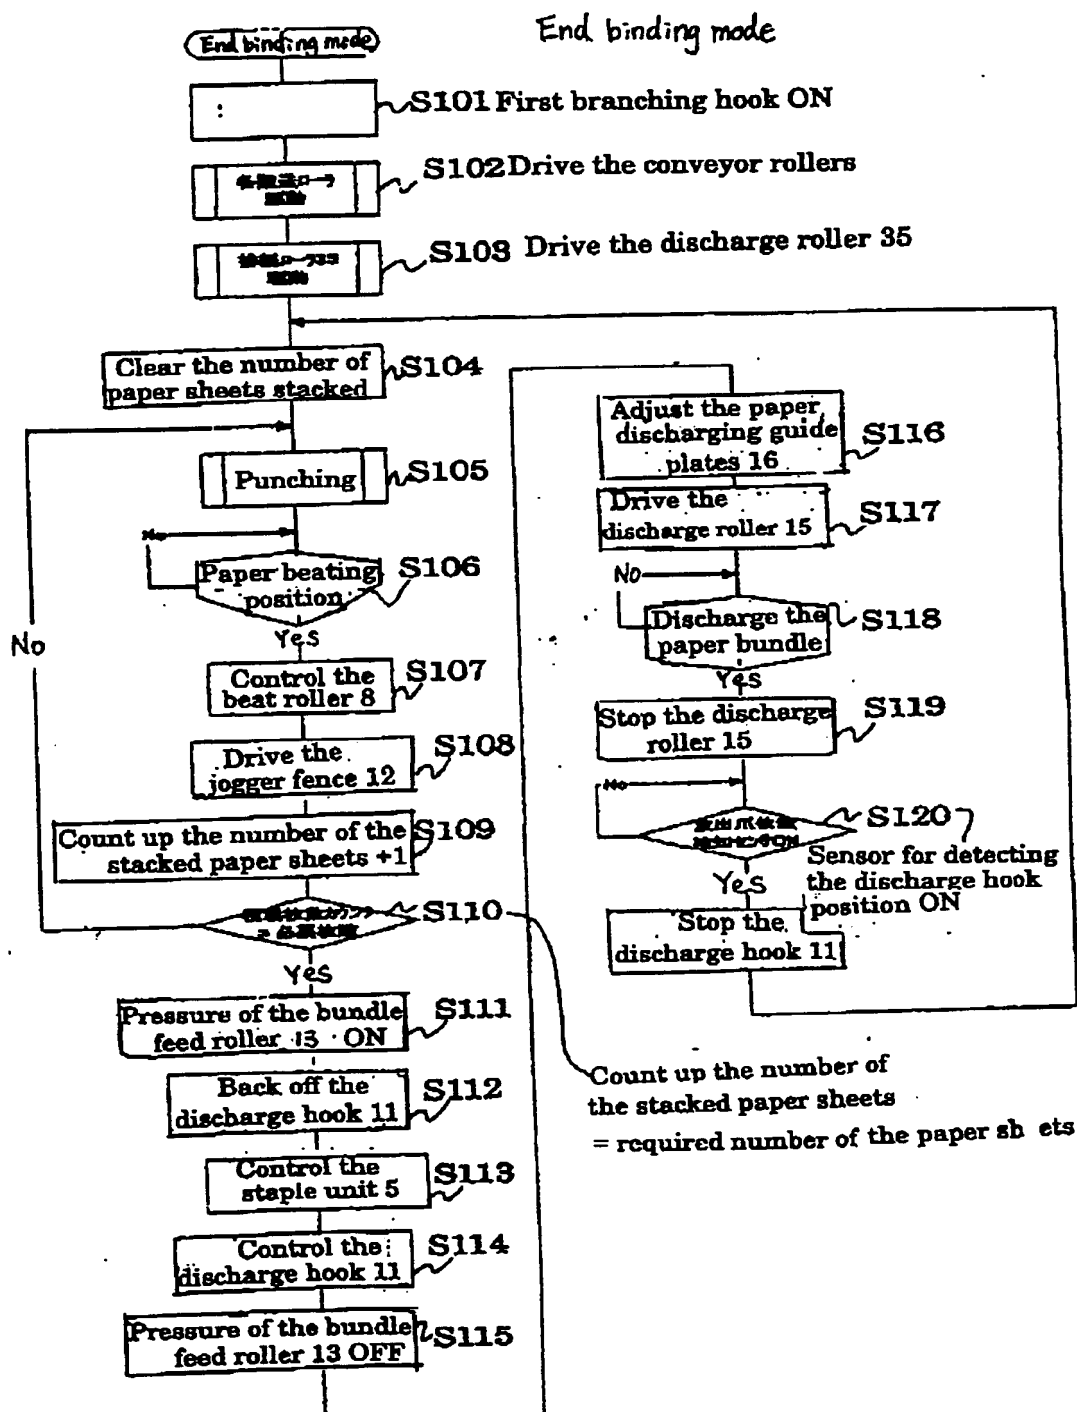 End binding mode
End binding mode
S101 First branching hook ON
:
S102 Drive the conveyor rollers
S103 Drive the discharge roller 35
Clear the number of
paper sheets stacked
S104
Punching
S105
No
Paper beating
position
S106
Yes
No
Control the
beat roller 8
S107
Drive the
jogger fence 12
S108
Count up the number of the
stacked paper sheets +1
S109
S110
Yes
Pressure of the bundle
feed roller 13 ON
S111
Back off the
discharge hook 11
S112
Control the
staple unit 5
S113
Control the
discharge hook 11
S114
Pressure of the bundle
feed roller 13 OFF
S115
Adjust the paper
discharging guide
plates 16
S116
Drive the
discharge roller 15
S117
No
Discharge the
paper bundle
S118
Yes
Stop the discharge
roller 15
S119
No
S120
Sensor for detecting
the discharge hook
position ON
Yes
Stop the
discharge hook 11
Count up the number of
the stacked paper sheets
= required number of the paper sh ets